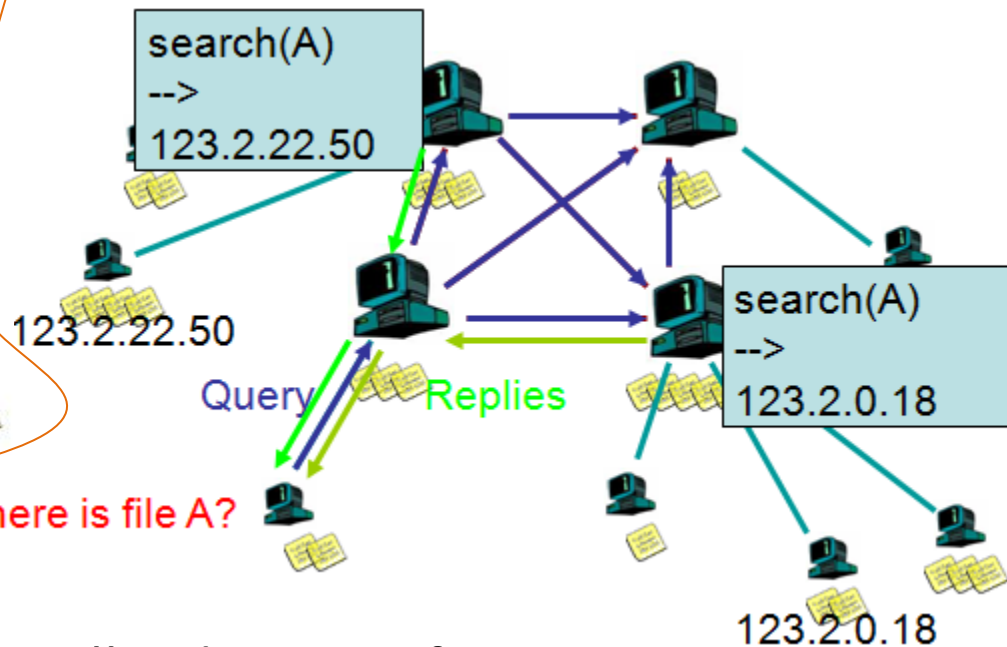 search(A)
-->
123.2.22.50
123.2.22.50
search(A)
-->
123.2.0.18
Query
Replies
here is file A?
123.2.0.18